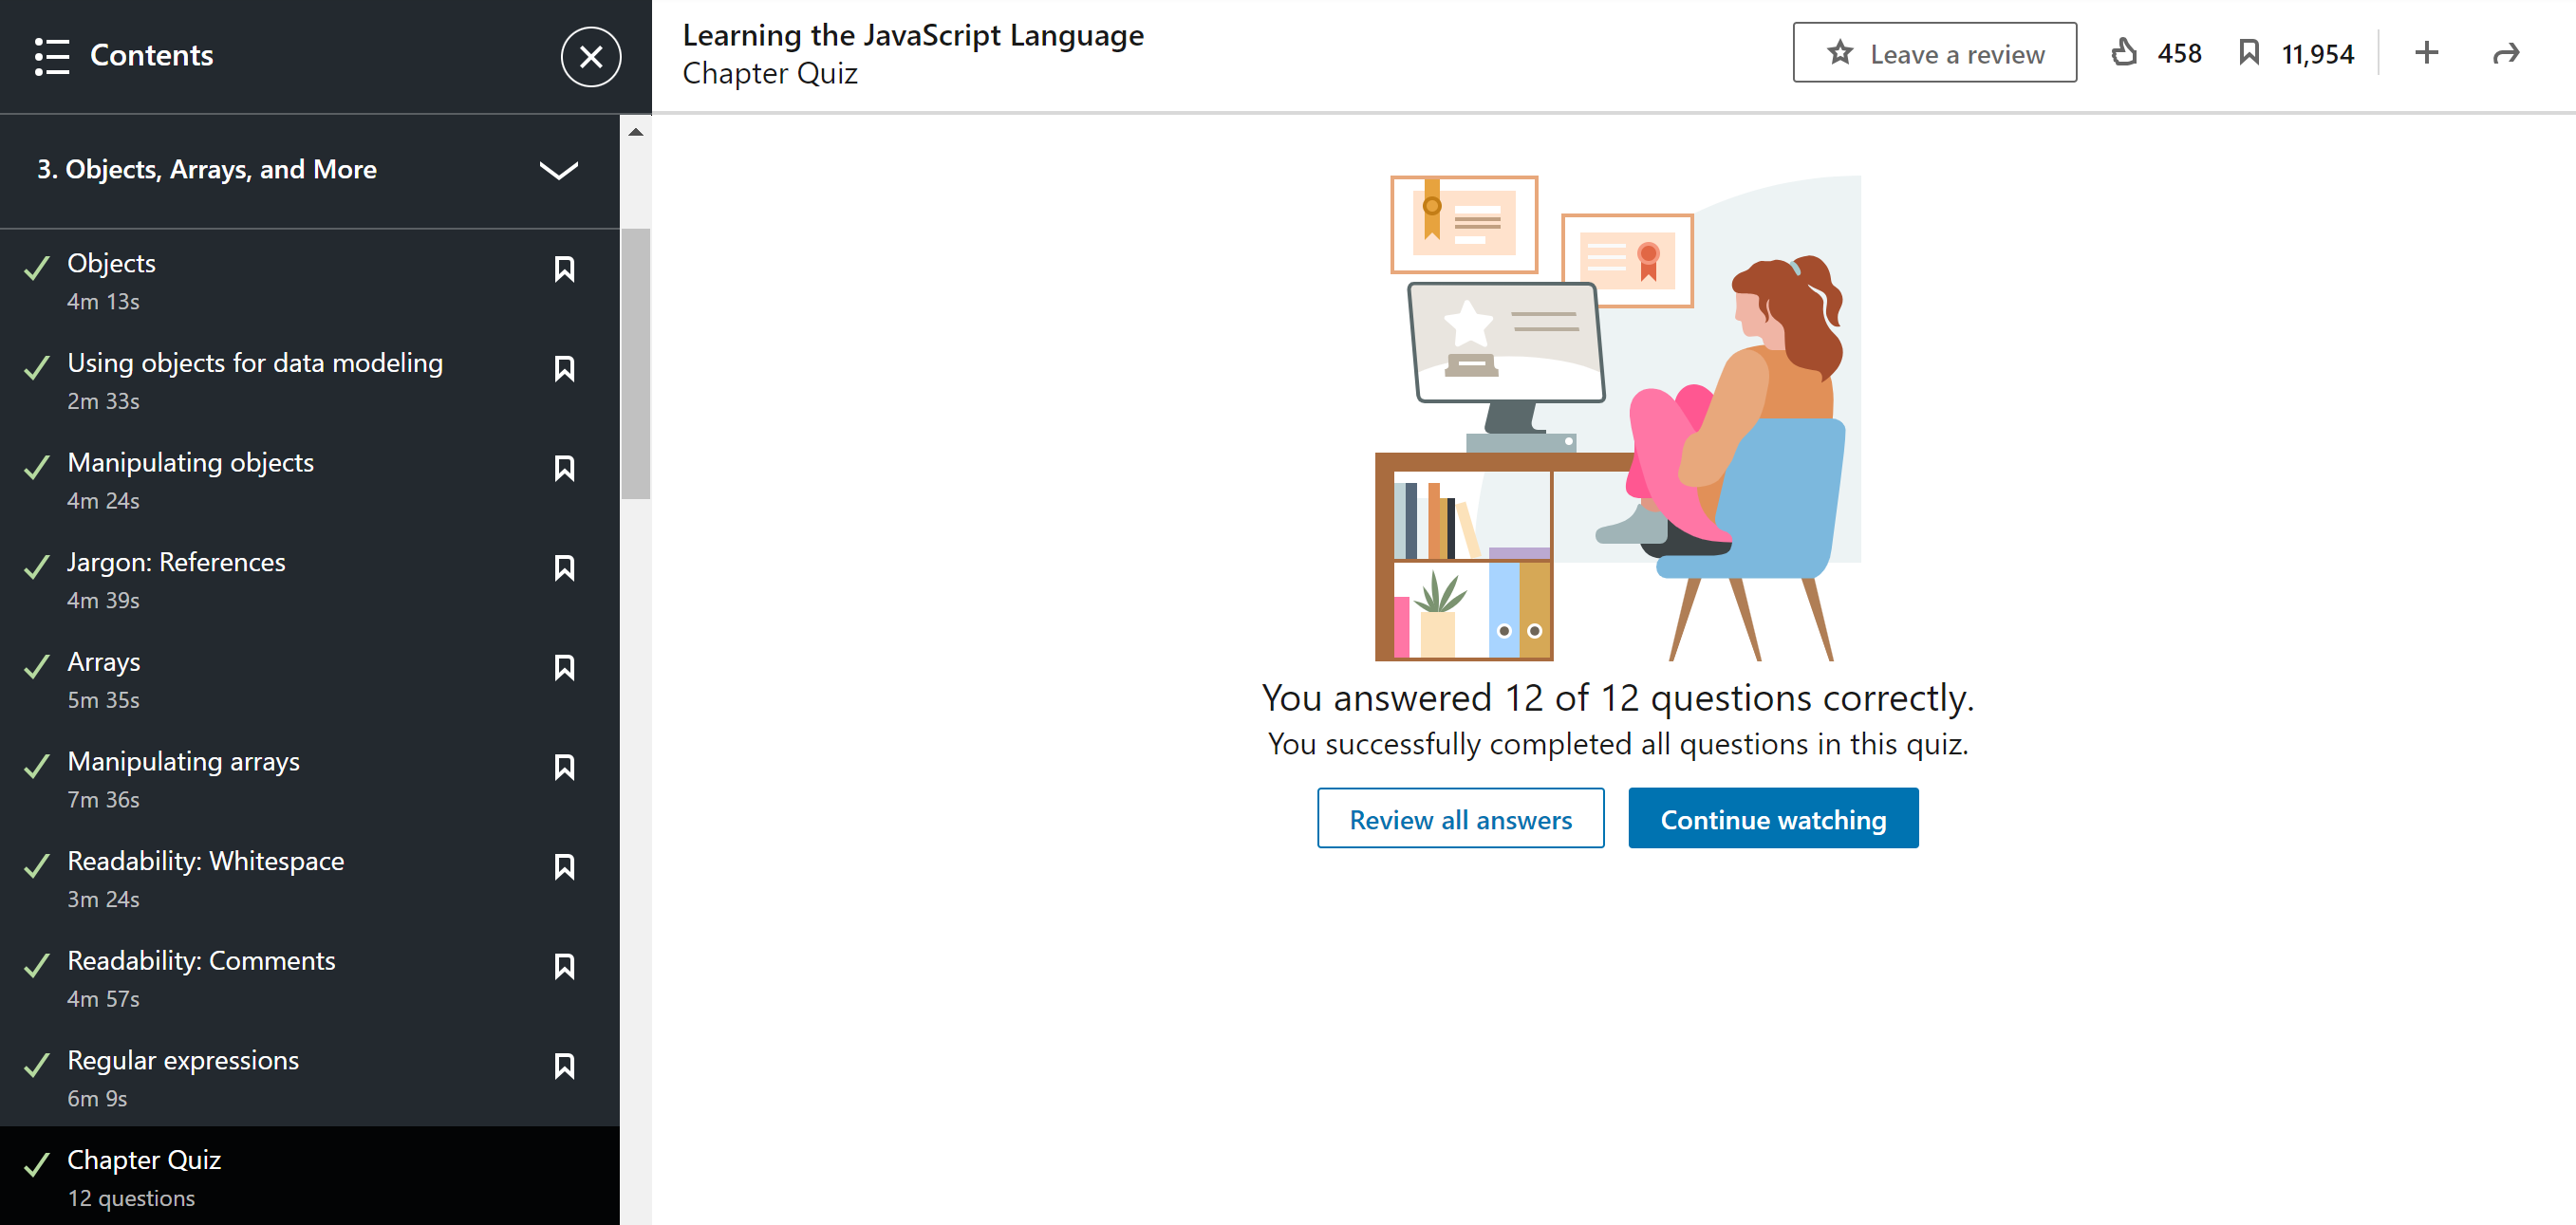 Contents
3. Objects, Arrays, and More
Objects
4m 13s
Using objects for data modeling
2m 33s
Manipulating objects
4m 24s
Jargon: References
4m 39s
Arrays
5m 35s
Manipulating arrays
7m 36s
Readability: Whitespace
3m 24s
Readability: Comments
4m 57s
Regular expressions
6m 9s
Chapter Quiz
12 questions
Learning the JavaScript Language
Chapter Quiz
Leave a review
458
11,954
You answered 12 of 12 questions correctly.
You successfully completed all questions in this quiz.
Review all answers
Continue watching